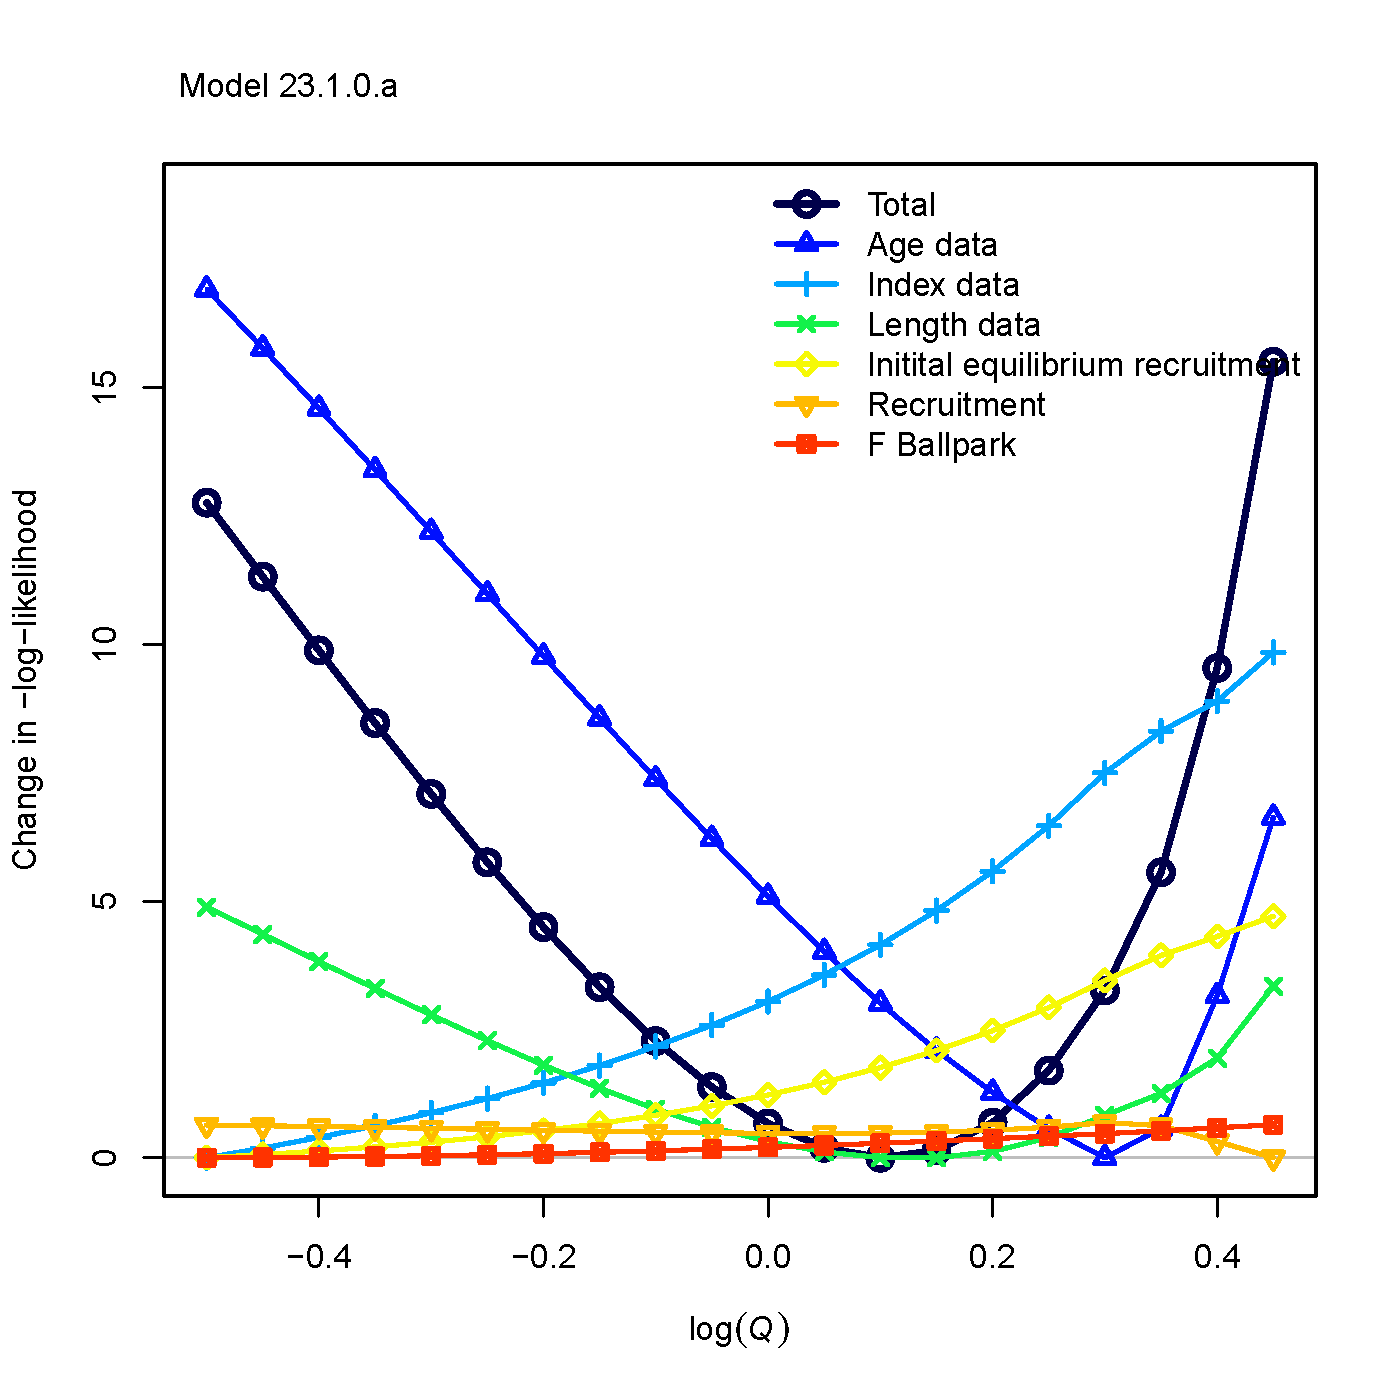 Model 23.1.0.a
Total
Age data
Index data
Length data
Initital equilibrium recruitment
Recruitment
F Ballpark
Change in −log−likelihood
15
10
5
0
−0.4 −0.2 0.0 0.2 0.4
log(Q)